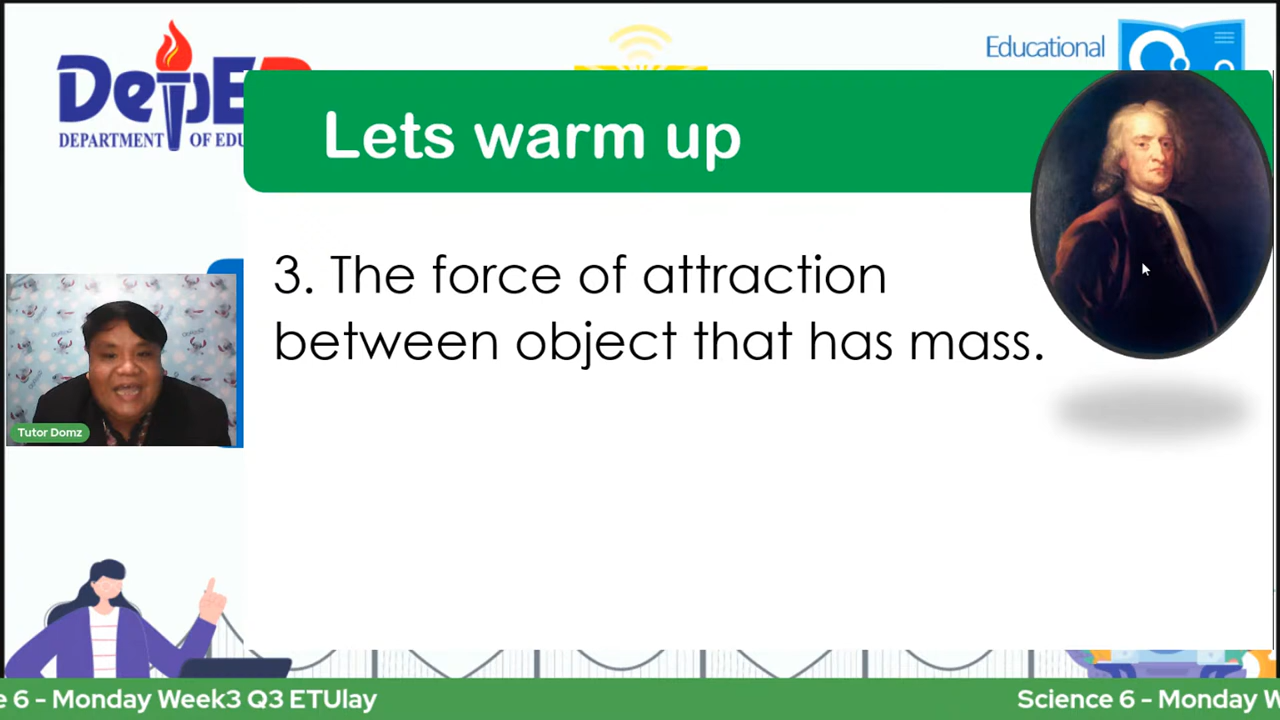 DepE
DEPARTMENT OF EDU
Educational
Lets warm up
3. The force of attraction
between object that has mass.
Tutor Domz
e 6 - Monday Week3 Q3 ETUlay
Science 6 - Monday W